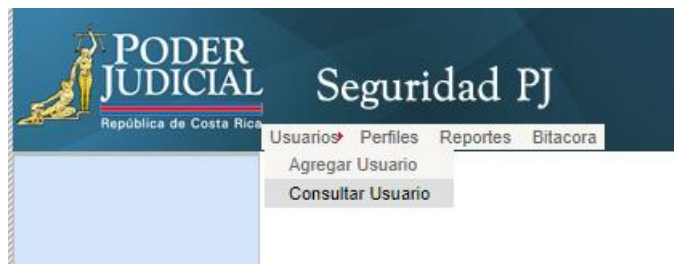 PODER
JUDICIAL
República de Costa Rica
Seguridad PJ
Usuarios Perfiles Reportes Bitacora
Agregar Usuario
Consultar Usuario